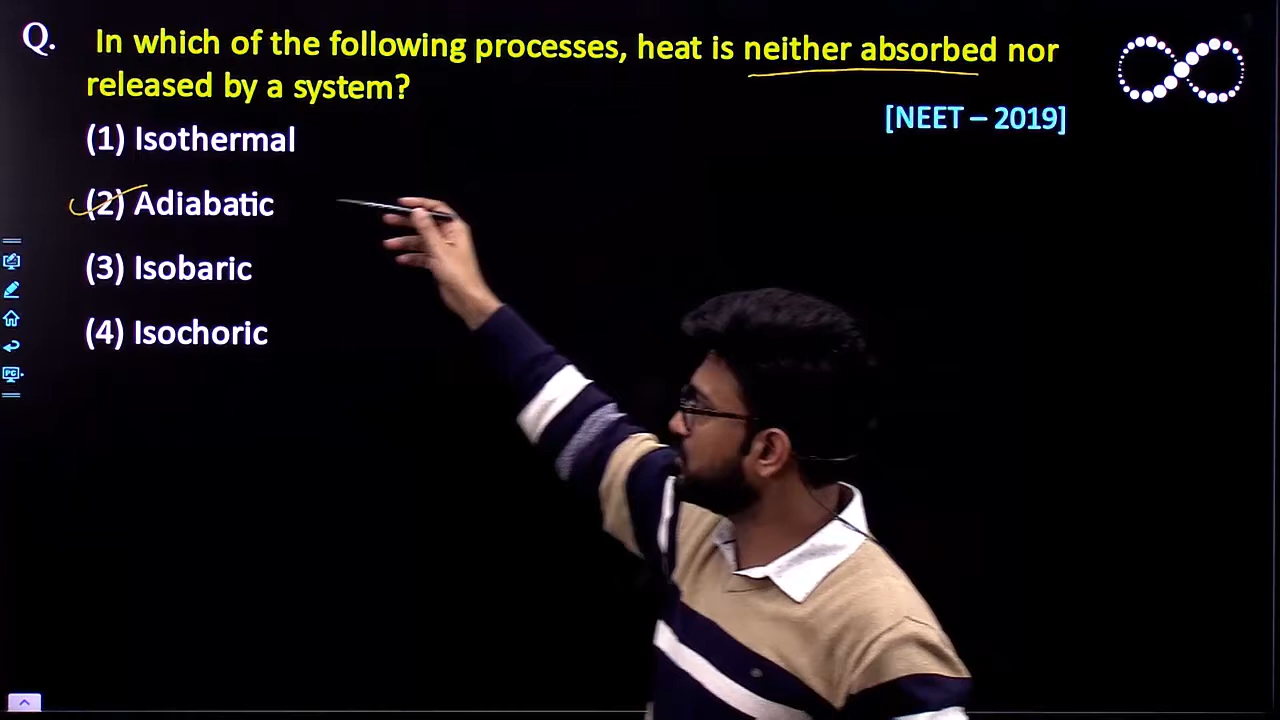 Q. In which of the following processes, heat is neither absorbed nor
released by a system?
[NEET – 2019]
(1) Isothermal
(2) Adiabatic
(3) Isobaric
(4) Isochoric
PC